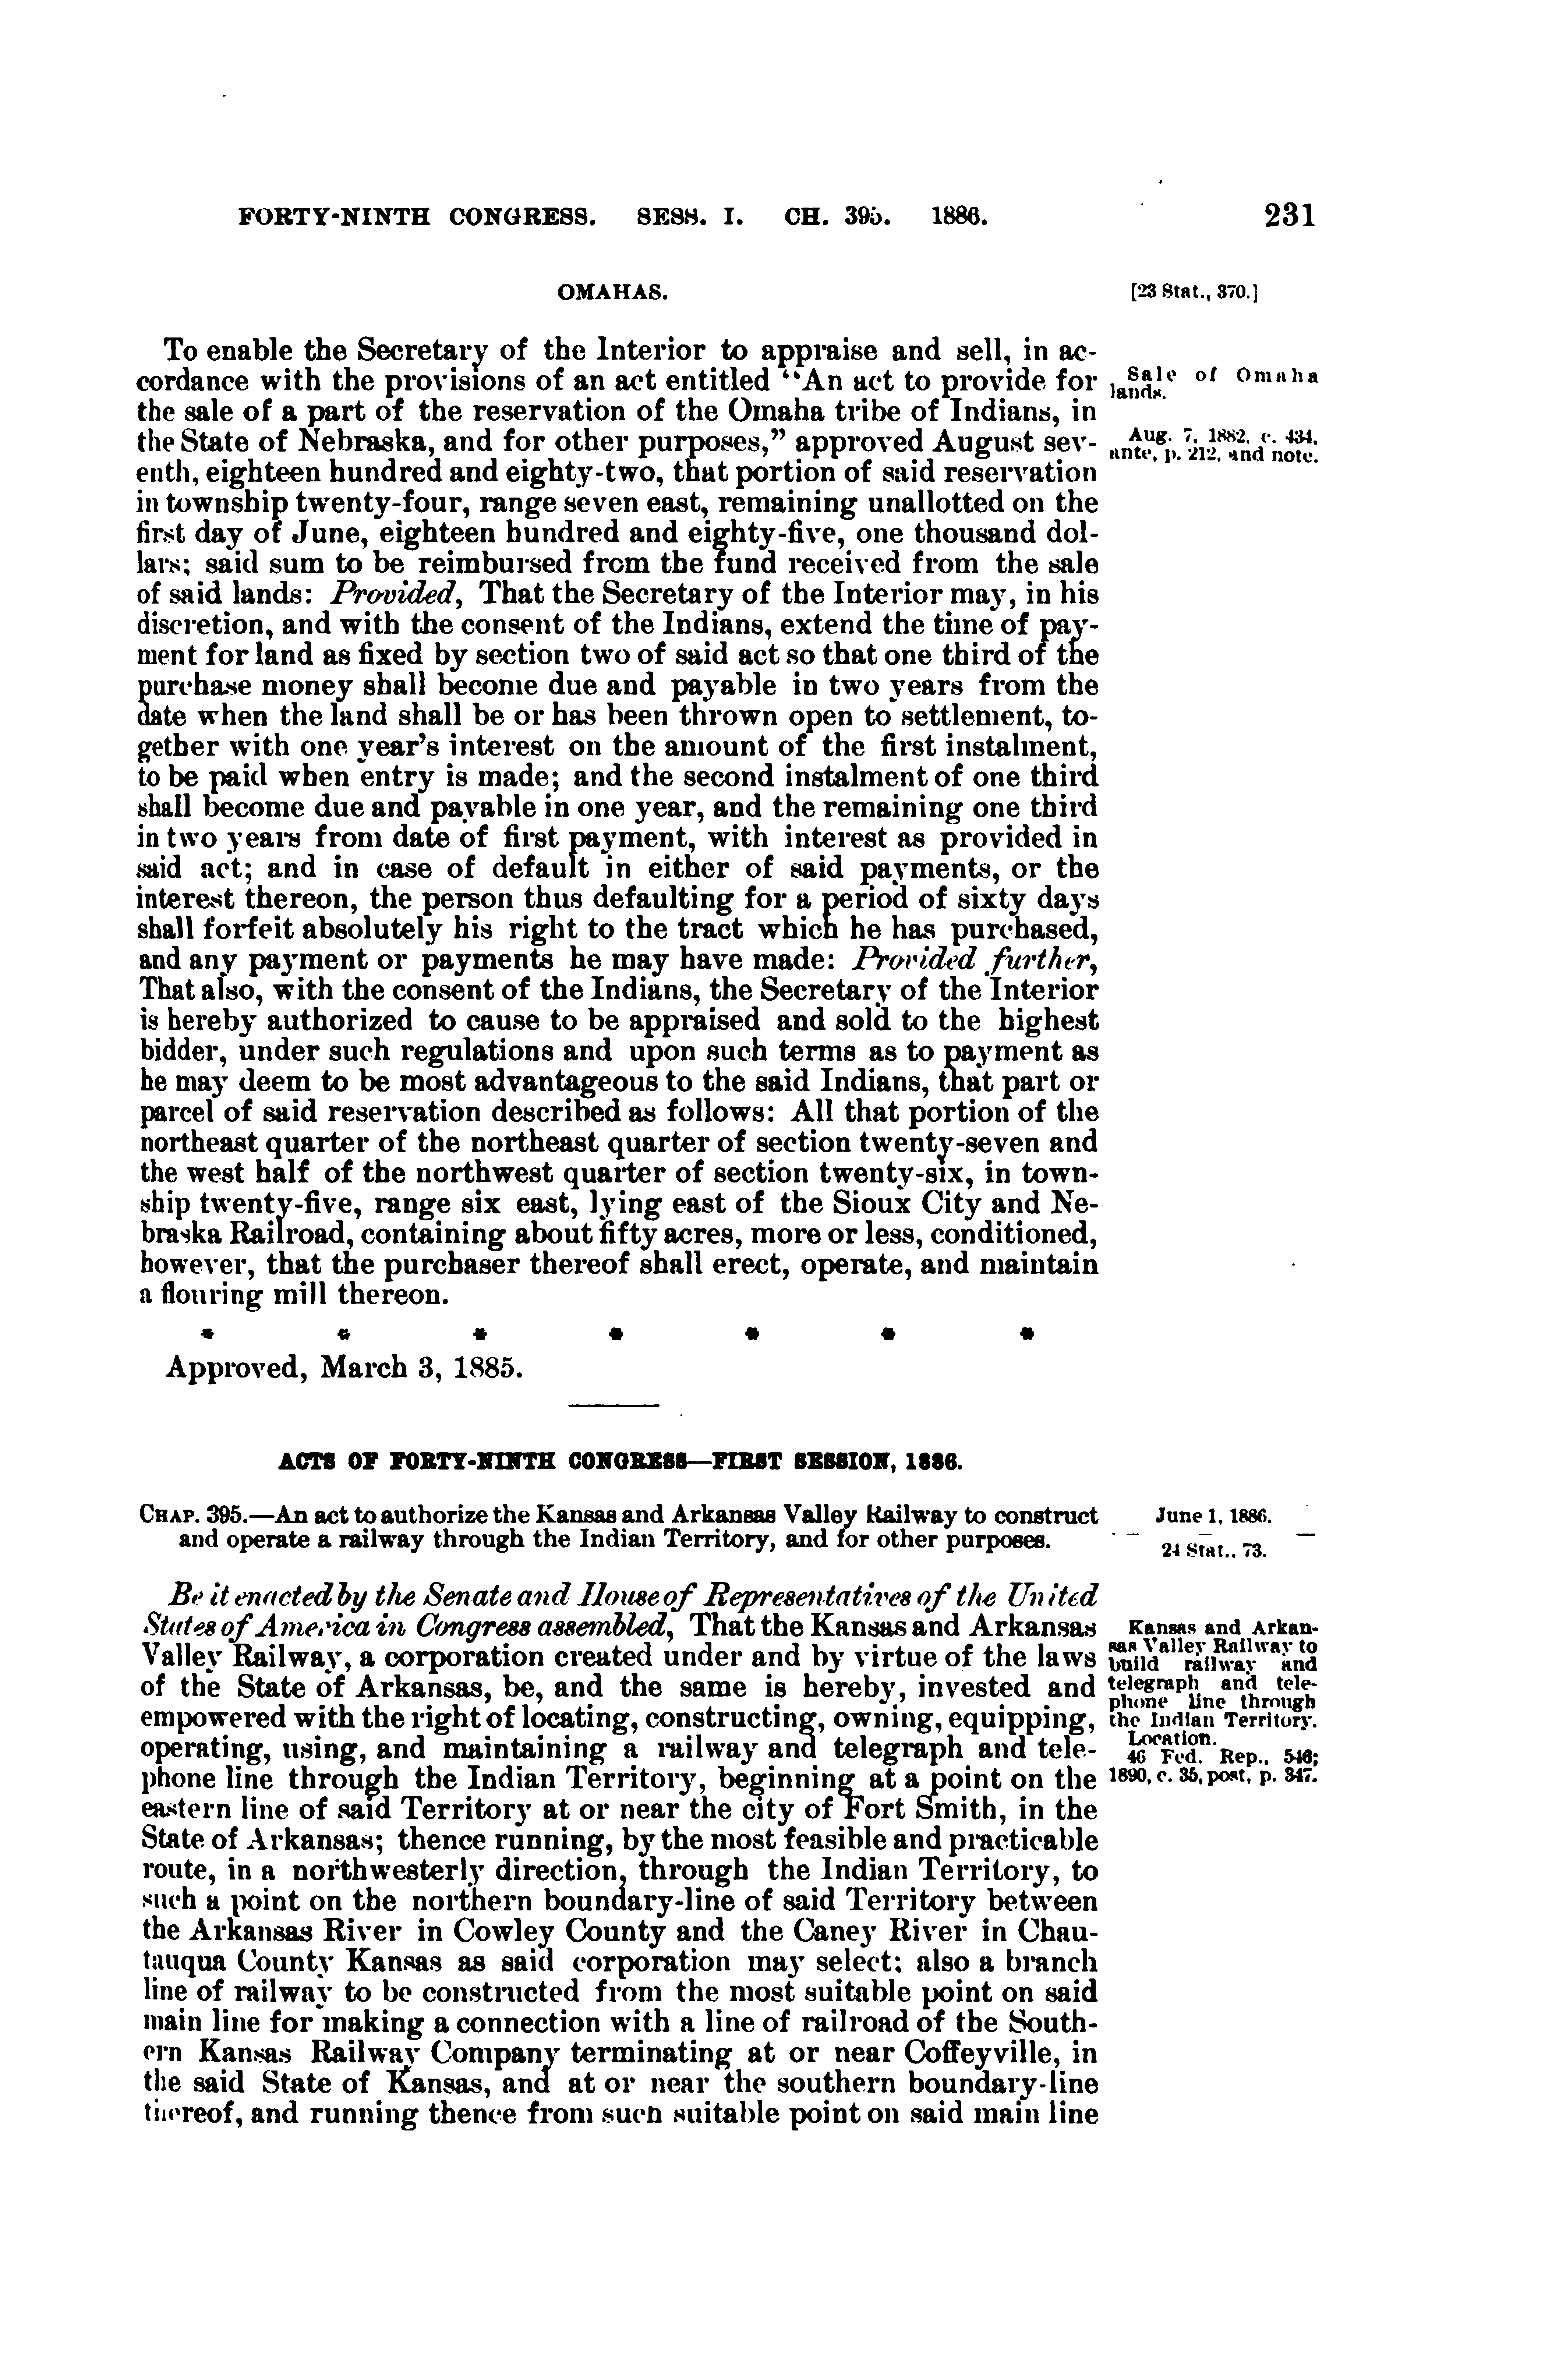 FORTY-NINTH CONGRESS. SESS. I. CH. 395. 1886. 231
OMAHAS.
[23 Stat., 370.]
To enable the Secretary of the Interior to appraise and sell, in ac-
cordance with the provisions of an act entitled “An act to provide for
the sale of a part of the reservation of the Omaha tribe of Indians, in
the State of Nebraska, and for other purposes,” approved August sev-
enth, eighteen hundred and eighty-two, that portion of said reservation
in township twenty-four, range seven east, remaining unallotted on the
first day of June, eighteen hundred and eighty-five, one thousand dol-
lars; said sum to be reimbursed from the fund received from the sale
of said lands: Provided, That the Secretary of the Interior may, in his
discretion, and with the consent of the Indians, extend the time of pay-
ment for land as fixed by section two of said act so that one third of the
purchase money shall become due and payable in two years from the
date when the land shall be or has been thrown open to settlement, to-
gether with one year’s interest on the amount of the first instalment,
to be paid when entry is made; and the second instalment of one third
shall become due and payable in one year, and the remaining one third
in two years from date of first payment, with interest as provided in
said act; and in case of default in either of said payments, or the
interest thereon, the person thus defaulting for a period of sixty days
shall forfeit absolutely his right to the tract which he has purchased,
and any payment or payments he may have made: Provided further,
That also, with the consent of the Indians, the Secretary of the Interior
is hereby authorized to cause to be appraised and sold to the highest
bidder, under such regulations and upon such terms as to payment as
he may deem to be most advantageous to the said Indians, that part or
parcel of said reservation described as follows: All that portion of the
northeast quarter of the northeast quarter of section twenty-seven and
the west half of the northwest quarter of section twenty-six, in town-
ship twenty-five, range six east, lying east of the Sioux City and Ne-
braska Railroad, containing about fifty acres, more or less, conditioned,
however, that the purchaser thereof shall erect, operate, and maintain
a flouring mill thereon.
* * * * * * *
Approved, March 3, 1885.
Sale of Omaha
lands.
Aug. 7, 1882, c. 434,
ante, p. 212, and note.
ACTS OF FORTY-NINTH CONGRESS—FIRST SESSION, 1886.
CHAP. 395.—An act to authorize the Kansas and Arkansas Valley Railway to construct
and operate a railway through the Indian Territory, and for other purposes.
June 1, 1886.
24 Stat., 73.
Be it enacted by the Senate and House of Representatives of the United
States of America in Congress assembled, That the Kansas and Arkansas
Valley Railway, a corporation created under and by virtue of the laws
of the State of Arkansas, be, and the same is hereby, invested and
empowered with the right of locating, constructing, owning, equipping,
operating, using, and maintaining a railway and telegraph and tele-
phone line through the Indian Territory, beginning at a point on the
eastern line of said Territory at or near the city of Fort Smith, in the
State of Arkansas; thence running, by the most feasible and practicable
route, in a northwesterly direction, through the Indian Territory, to
such a point on the northern boundary-line of said Territory between
the Arkansas River in Cowley County and the Caney River in Chau-
tauqua County Kansas as said corporation may select; also a branch
line of railway to be constructed from the most suitable point on said
main line for making a connection with a line of railroad of the South-
ern Kansas Railway Company terminating at or near Coffeyville, in
the said State of Kansas, and at or near the southern boundary-line
thereof, and running thence from such suitable point on said main line
Kansas and Arkan-
sas Valley Railway to
build railway and
telegraph and tele-
phone line through
the Indian Territory.
Location.
46 Fed. Rep., 546;
1890, c. 35, post, p. 347.